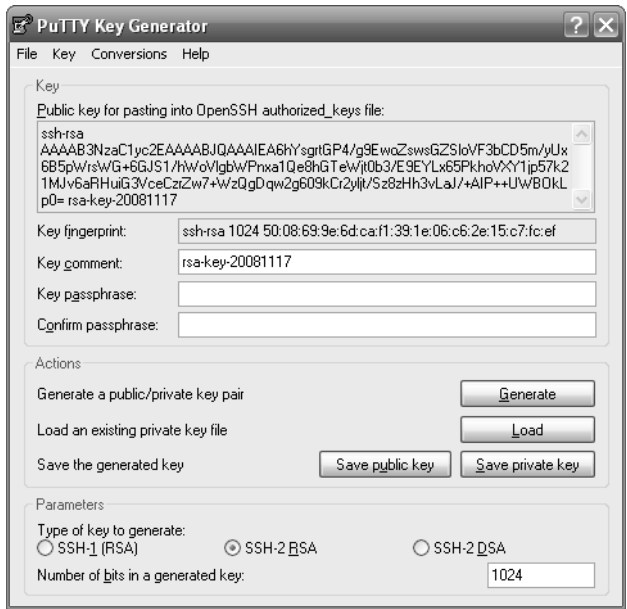 PuTTY Key Generator
File Key Conversions Help
Key
Public key for pasting into OpenSSH authorized_keys file:
ssh-rsa
AAAAB3NzaC1yc2EAAAABJQAAAIEA6hYsgrtGP4/g9EwoZswsGZSIoVF3bCD5m/yUx
6B5pWrsWG+6GJS1/hWoVlgbWPnxa1Qe8hGTeWjt0b3/E9EYLx65PkhoVXY1jp57k2
1MJv6aRHuiG3VceCzrZw7+WzQgDqw2g609kCr2yljt/Sz8zHh3vLaJ/+AIP++UWBOkL
p0= rsa-key-20081117
Key fingerprint: ssh-rsa 1024 50:08:69:9e:6d:ca:f1:39:1e:06:c6:2e:15:c7:fc:ef
Key comment: rsa-key-20081117
Key passphrase:
Confirm passphrase:
Actions
Generate a public/private key pair Generate
Load an existing private key file Load
Save the generated key Save public key Save private key
Parameters
Type of key to generate:
SSH-1 (RSA) SSH-2 RSA SSH-2 DSA
Number of bits in a generated key: 1024